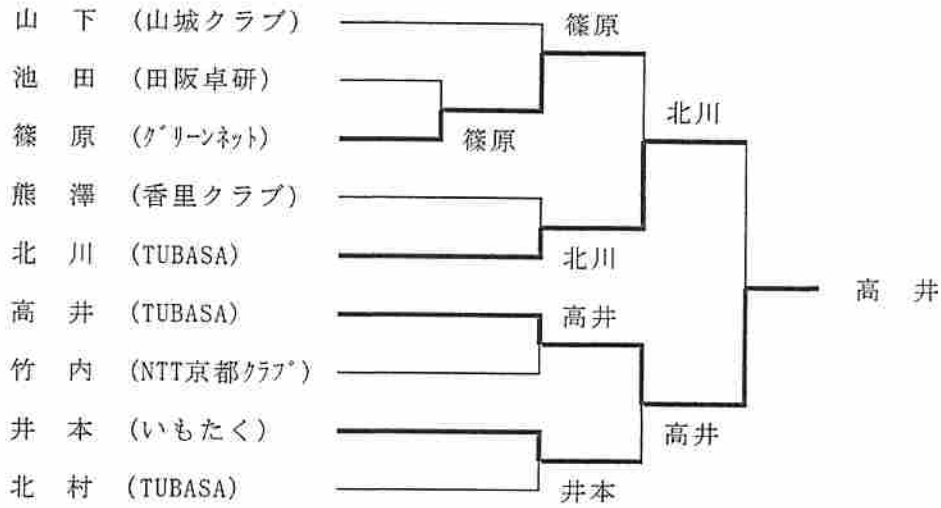 山 下 (山城クラブ)
篠原
池 田 (田阪卓研)
北川
篠 原 (グリーンネット)
篠原
熊 澤 (香里クラブ)
北 川 (TUBASA)
北川
高 井
高 井 (TUBASA)
高井
竹 内 (NTT京都クラブ)
井 本 (いもたく)
高井
北 村 (TUBASA)
井本